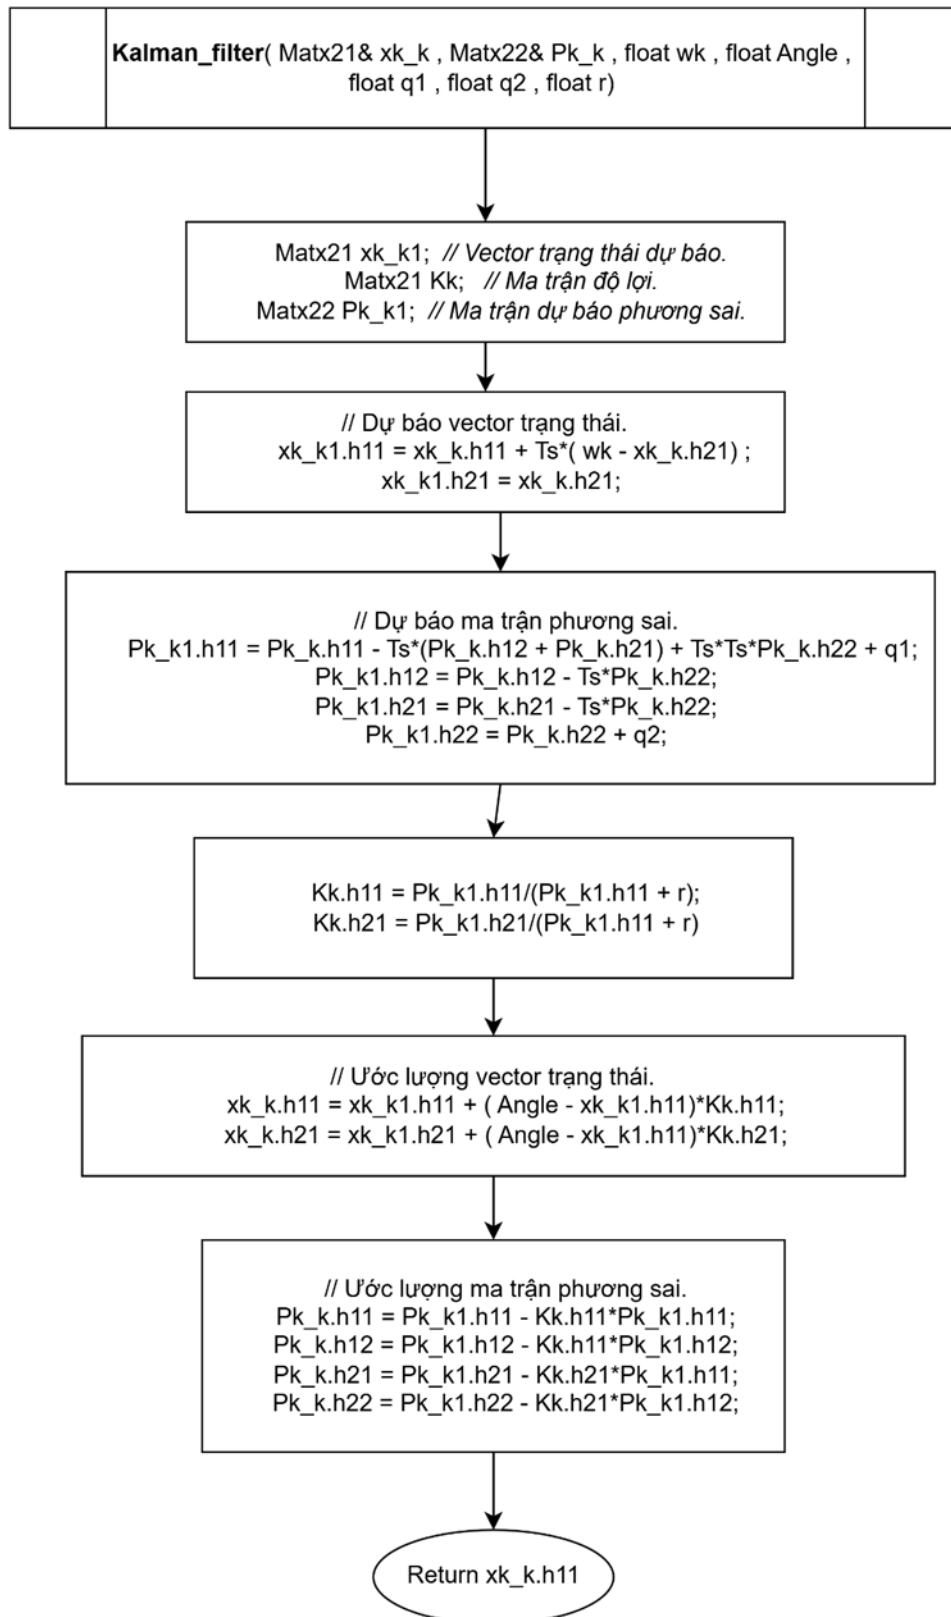 Kalman_filter( Matx21& xk_k , Matx22& Pk_k , float wk , float Angle ,
float q1 , float q2 , float r)
Matx21 xk_k1; // Vector trạng thái dự báo.
Matx21 Kk; // Ma trận độ lợi.
Matx22 Pk_k1; // Ma trận dự báo phương sai.
// Dự báo vector trạng thái.
xk_k1.h11 = xk_k.h11 + Ts*( wk - xk_k.h21) ;
xk_k1.h21 = xk_k.h21;
// Dự báo ma trận phương sai.
Pk_k1.h11 = Pk_k.h11 - Ts*(Pk_k.h12 + Pk_k.h21) + Ts*Ts*Pk_k.h22 + q1;
Pk_k1.h12 = Pk_k.h12 - Ts*Pk_k.h22;
Pk_k1.h21 = Pk_k.h21 - Ts*Pk_k.h22;
Pk_k1.h22 = Pk_k.h22 + q2;
Kk.h11 = Pk_k1.h11/(Pk_k1.h11 + r);
Kk.h21 = Pk_k1.h21/(Pk_k1.h11 + r)
// Ước lượng vector trạng thái.
xk_k.h11 = xk_k1.h11 + ( Angle - xk_k1.h11)*Kk.h11;
xk_k.h21 = xk_k1.h21 + ( Angle - xk_k1.h11)*Kk.h21;
// Ước lượng ma trận phương sai.
Pk_k.h11 = Pk_k1.h11 - Kk.h11*Pk_k1.h11;
Pk_k.h12 = Pk_k1.h12 - Kk.h11*Pk_k1.h12;
Pk_k.h21 = Pk_k1.h21 - Kk.h21*Pk_k1.h11;
Pk_k.h22 = Pk_k1.h22 - Kk.h21*Pk_k1.h12;
Return xk_k.h11